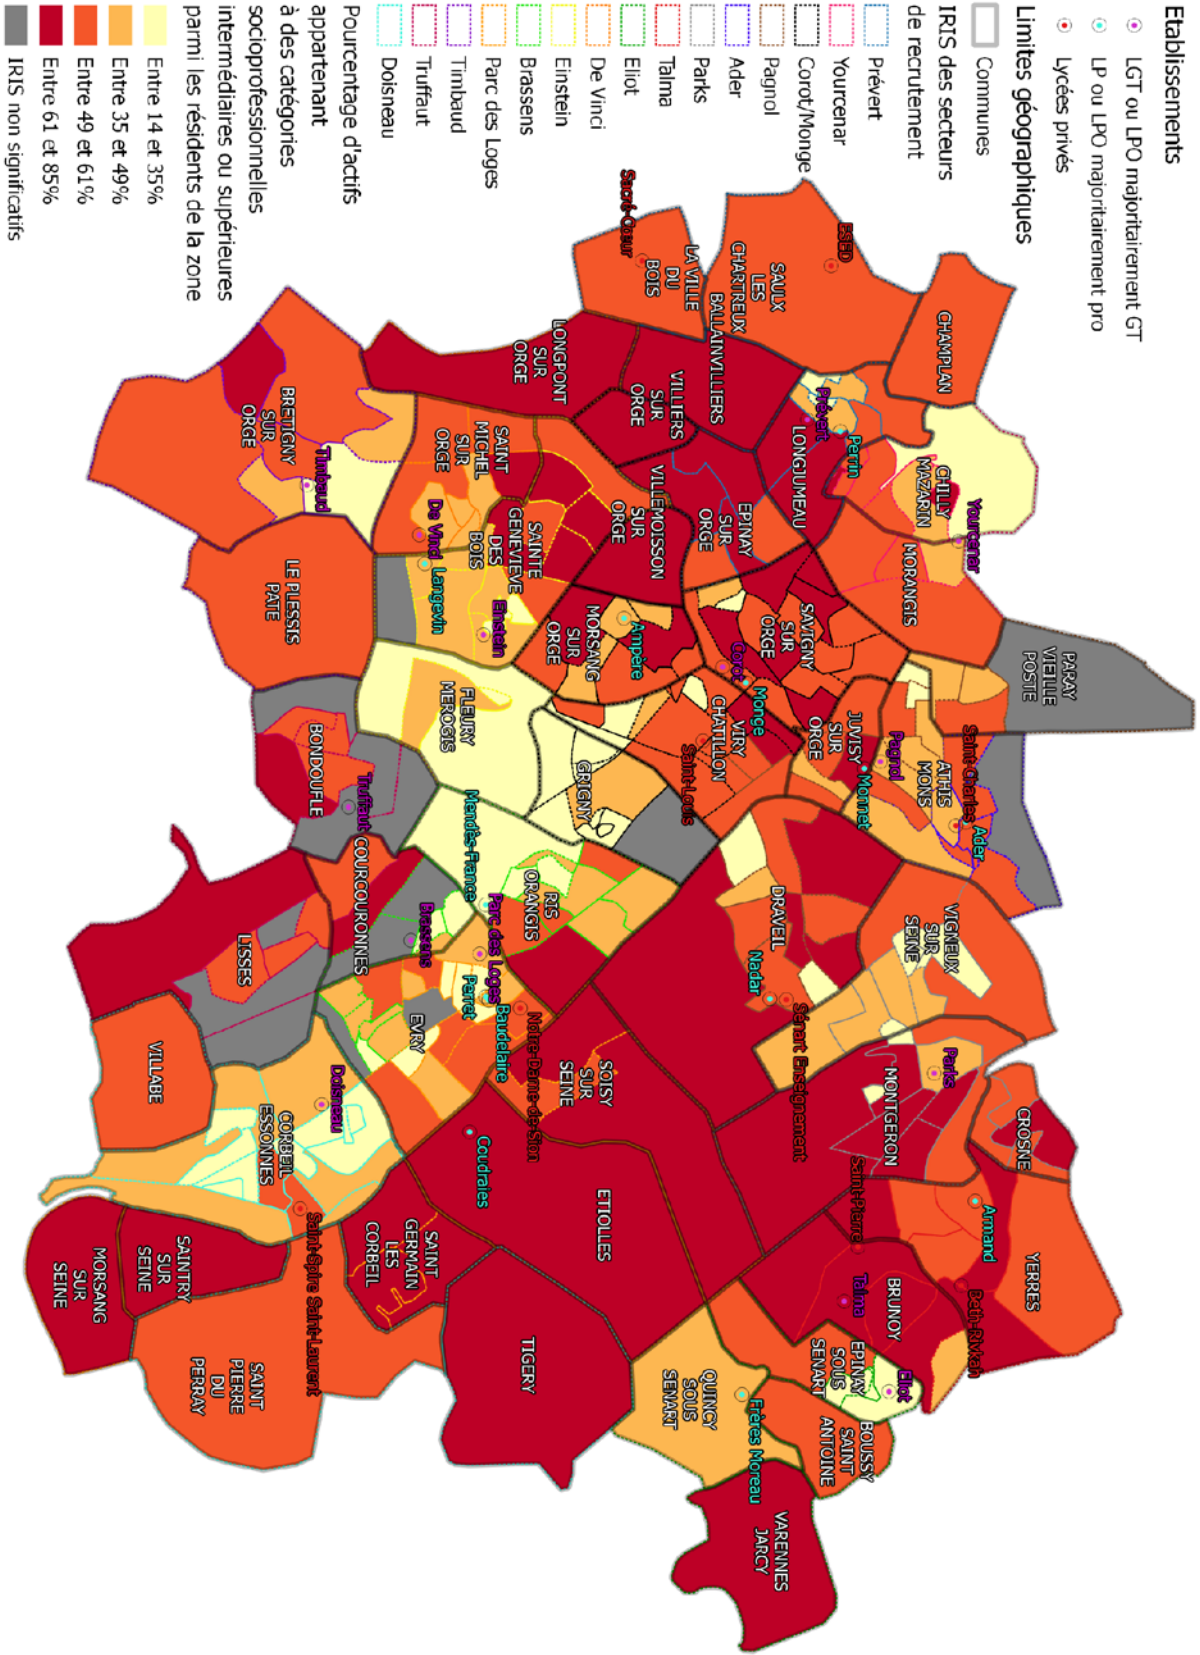 Etablissements
LGT ou LPO majoritairement GT
LP ou LPO majoritairement pro
Lycées privés
Limites géographiques
Communes
IRIS des secteurs
de recrutement
Prévert
Yourcenar
Corot/Monge
Pagnol
Ader
Parks
Talma
Eliot
De Vinci
Einstein
Brassens
Parc des Loges
Timbaud
Truffaut
Doisneau
Pourcentage d'actifs
appartenant
à des catégories
socioprofessionnelles
intermédiaires ou supérieures
parmi les résidents de la zone
Entre 14 et 35%
Entre 35 et 49%
Entre 49 et 61%
Entre 61 et 85%
IRIS non significatifs
CHAMPLAN
ESED
SAULX
LES
CHARTREUX
BALLAINVILLIERS
LA VILLE
DU
BOIS
Sacré-Cœur
LONGPONT
SUR
ORGE
VILLIERS
SUR
ORGE
Prévert
Perrin
LONGJUMEAU
CHILLY
MAZARIN
Yourcenar
MORANGIS
EPINAY
SUR
ORGE
VILLEMOISSON
SUR
ORGE
SAINT
MICHEL
SUR
ORGE
BRETIGNY
SUR
ORGE
Timbaud
De Vinci
Langevin
SAINTE
GENEVIEVE
DES
BOIS
Einstein
LE PLESSIS
PATE
PARAY
VIEILLE
POSTE
SAVIGNY
SUR
ORGE
Corot
Monge
MORSANG
SUR
ORGE
Ampère
JUVISY
SUR
ORGE
Pagnol
Monnet
ATHIS
MONS
Saint-Charles
Ader
VIRY
CHATILLON
Saint-Louis
FLEURY
MEROGIS
GRIGNY
BONDOUFLE
Truffaut
COURCOURONNES
Mendès-France
RIS
ORANGIS
Brassens
Parc des Loges
Perret
Baudelaire
Notre-Dame-de-Sion
EVRY
LISSES
VILLABE
DRAVEIL
Nadar
Sénart Enseignement
VIGNEUX
SUR
SEINE
Parks
MONTGERON
CROSNE
Armand
YERRES
Saint-Pierre
Beth-Rivkah
Talma
BRUNOY
Eliot
EPINAY
SOUS
SENART
BOUSSY
SAINT
ANTOINE
QUINCY
SOUS
SENART
Frères Moreau
VARENNES
JARCY
SOISY
SUR
SEINE
ETIOLLES
Coudraies
TIGERY
Doisneau
CORBEIL
ESSONNES
Saint-Spire Saint-Laurent
SAINT
GERMAIN
LES
CORBEIL
SAINTRY
SUR
SEINE
MORSANG
SUR
SEINE
SAINT
PIERRE
DU
PERRAY